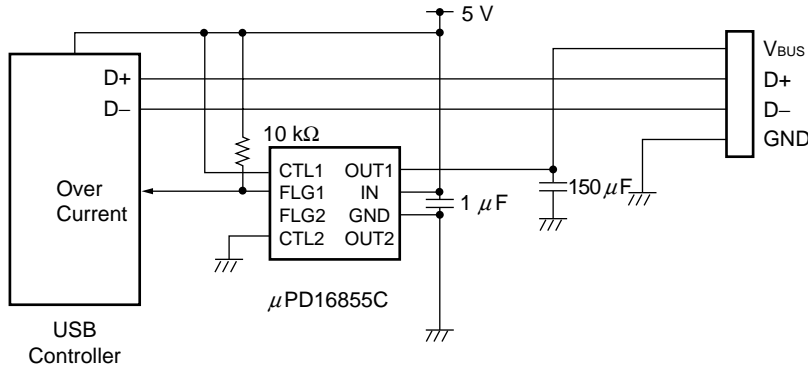 5 V
VBUS
D+
D+
D−
D−
GND
10 kΩ
CTL1
OUT1
Over
Current
FLG1
IN
150 µF
1 µF
FLG2
GND
CTL2
OUT2
µPD16855C
USB
Controller